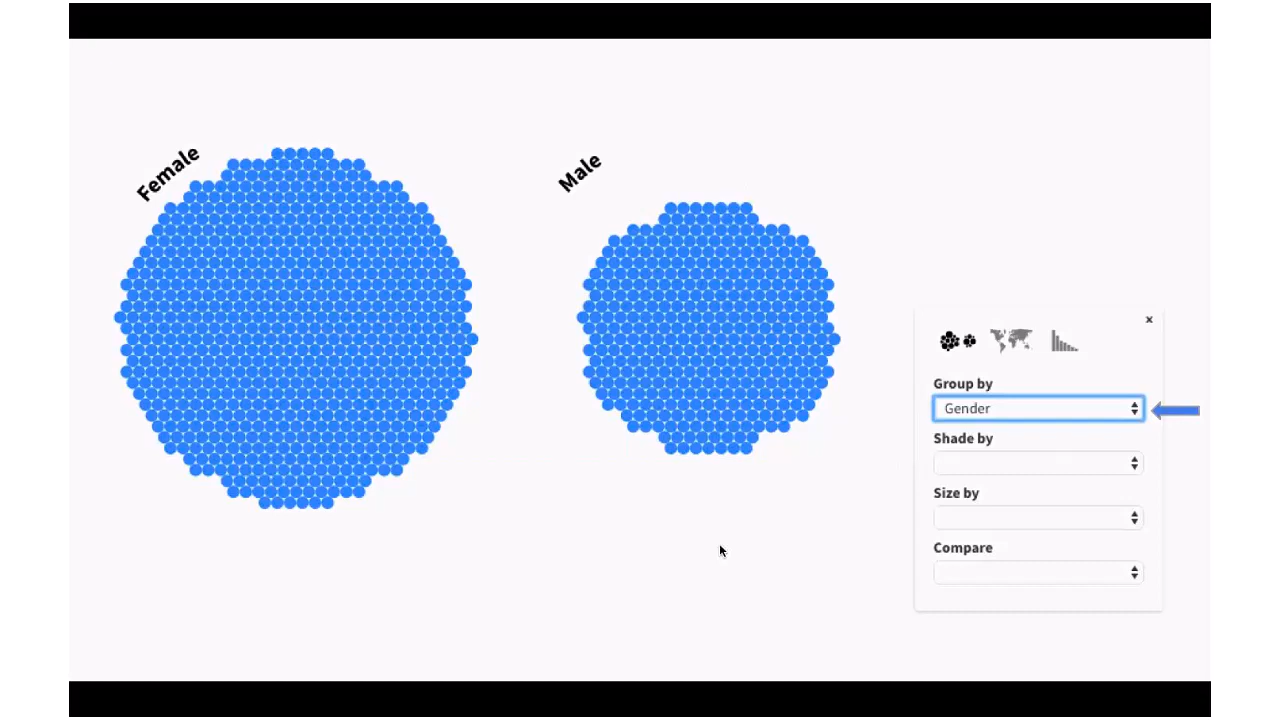 Female
Male
×
Group by
Gender
Shade by
Size by
Compare